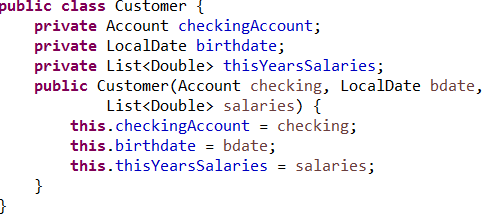 public class Customer {
    private Account checkingAccount;
    private LocalDate birthdate;
    private List<Double> thisYearsSalaries;
    public Customer(Account checking, LocalDate bdate,
            List<Double> salaries) {
        this.checkingAccount = checking;
        this.birthdate = bdate;
        this.thisYearsSalaries = salaries;
    }
}